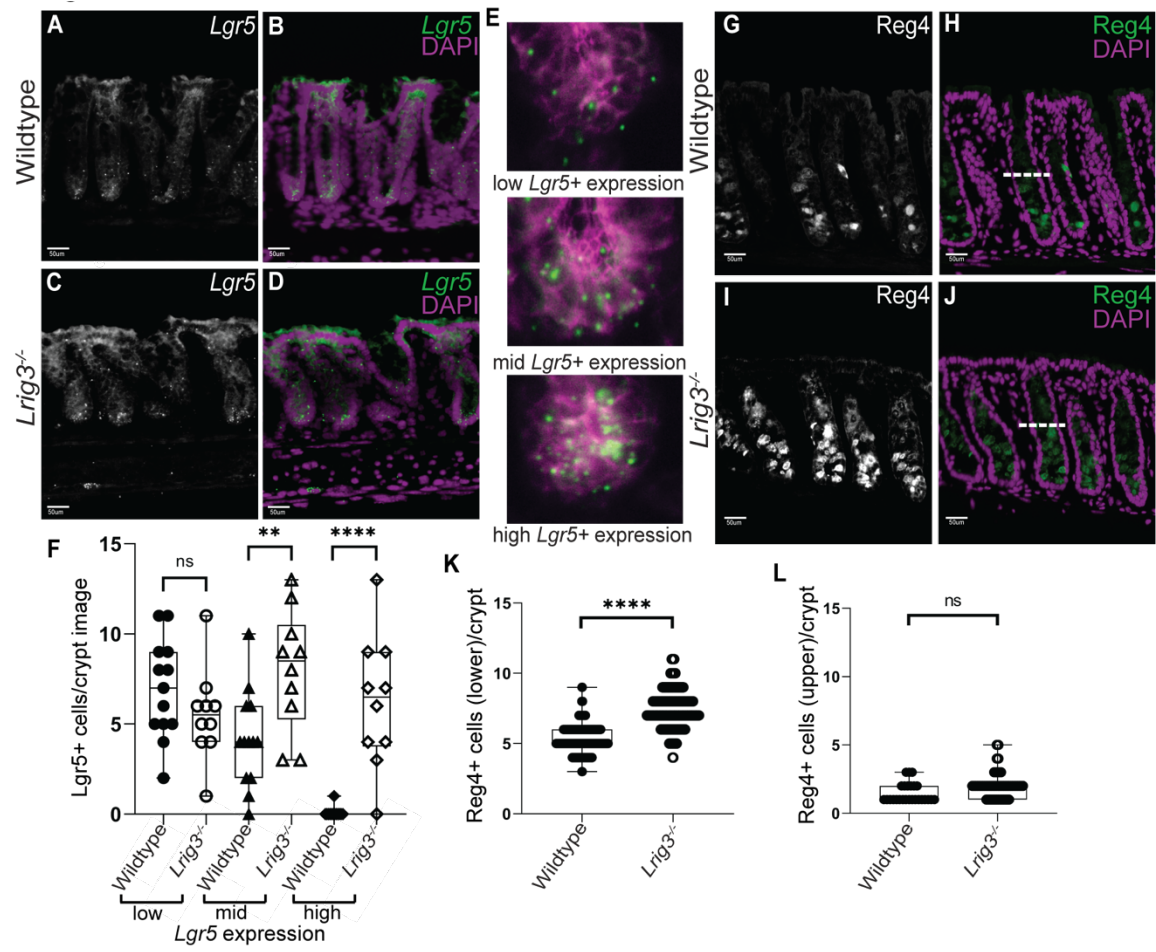 A
Lgr5
B
Lgr5
DAPI
Wildtype
50um
50um
C
Lgr5
D
Lgr5
DAPI
Lrig3-/-
50um
50um
E
low Lgr5+ expression
mid Lgr5+ expression
high Lgr5+ expression
G
Reg4
H
Reg4
DAPI
Wildtype
50um
50um
I
Reg4
J
Reg4
DAPI
Lrig3-/-
50um
50um
F
Lgr5+ cells/crypt image
15
10
5
0
ns
**
****
Wildtype
Lrig3-/-
Wildtype
Lrig3-/-
Wildtype
Lrig3-/-
low
mid
high
Lgr5 expression
K
Reg4+ cells (lower)/crypt
15
10
5
0
****
Wildtype
Lrig3-/-
L
Reg4+ cells (upper)/crypt
15
10
5
0
ns
Wildtype
Lrig3-/-